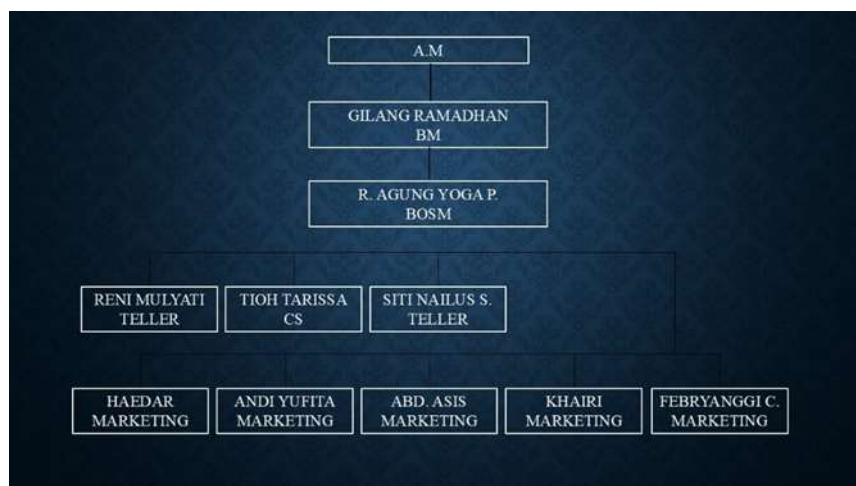 A.M
GILANG RAMADHAN
BM
R. AGUNG YOGA P.
BOSM
RENI MULYATI
TELLER
TIOH TARISSA
CS
SITI NAILUS S.
TELLER
HAEDAR
MARKETING
ANDI YUFITA
MARKETING
ABD. ASIS
MARKETING
KHAIRI
MARKETING
FEBRYANGGI C.
MARKETING